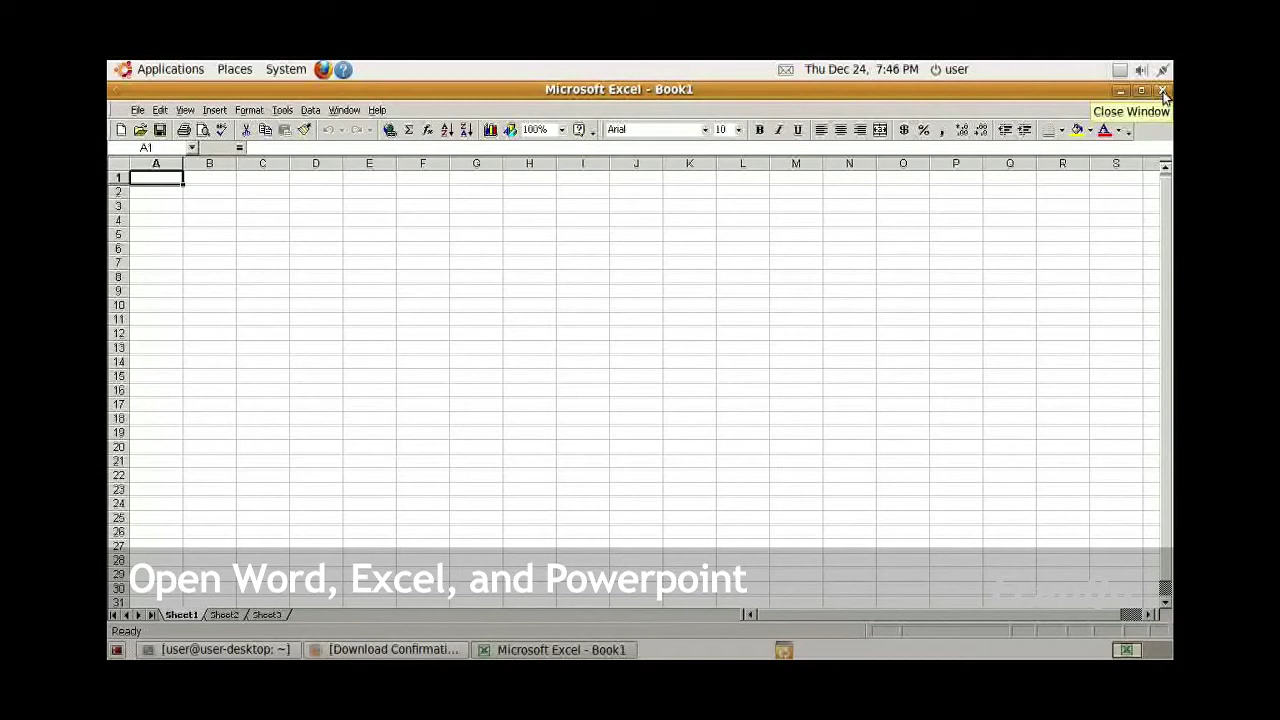 Applications Places System Thu Dec 24, 7:46 PM user
Microsoft Excel - Book1
File Edit View Insert Format Tools Data Window Help
Close Window
100% Arial 10 B I U $ % ,
A1 =
A B C D E F G H I J K L M N O P Q R S
1
2
3
4
5
6
7
8
9
10
11
12
13
14
15
16
17
18
19
20
21
22
23
24
25
26
27
28
29
30
31
Open Word, Excel, and Powerpoint
Sheet1 Sheet2 Sheet3
Ready
[user@user-desktop: ~] [Download Confirmati... Microsoft Excel - Book1